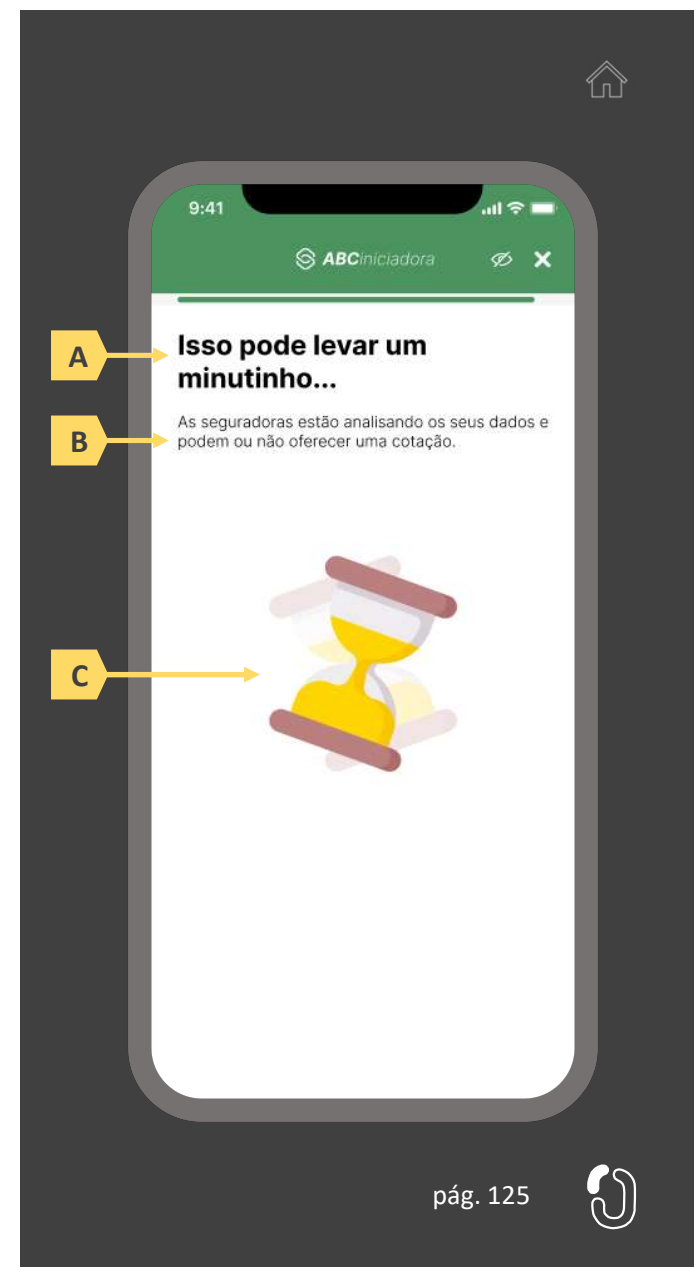 9:41
ABCiniciadora
A
Isso pode levar um
minutinho...
B
As seguradoras estão analisando os seus dados e
podem ou não oferecer uma cotação.
C
pág. 125